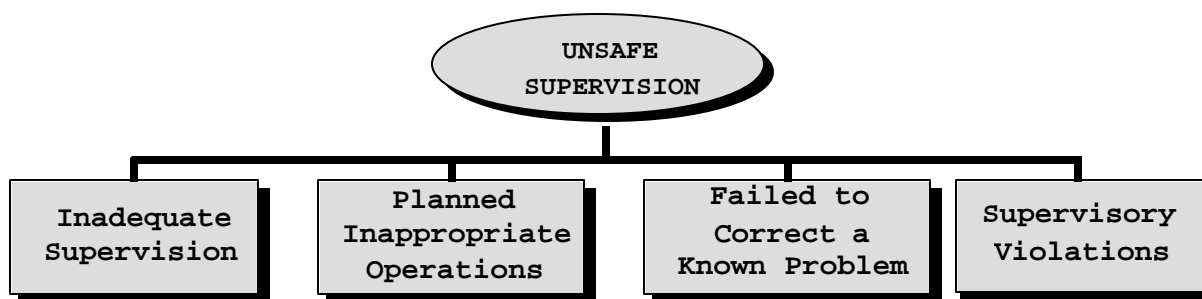 UNSAFE
SUPERVISION
Inadequate
Supervision
Planned
Inappropriate
Operations
Failed to
Correct a
Known Problem
Supervisory
Violations